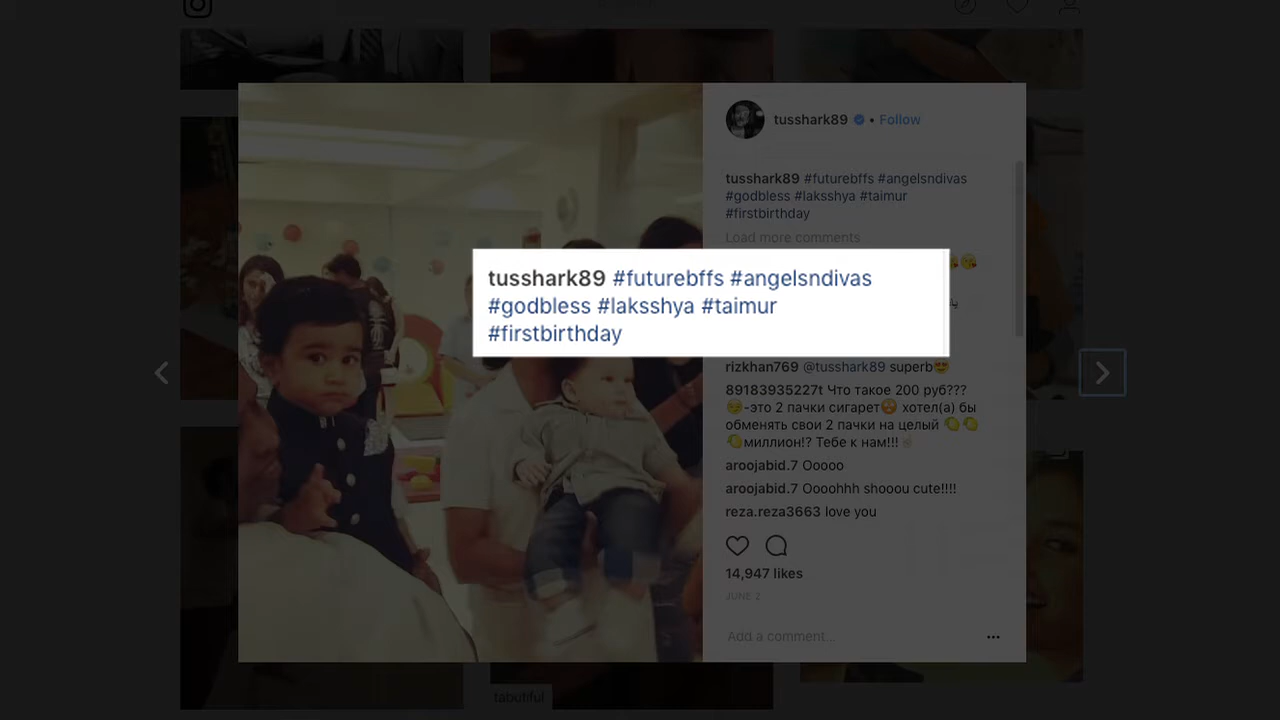 tusshark89 • Follow
tusshark89 #futurebffs #angelsndivas
#godbless #laksshya #taimur
#firstbirthday
Load more comments
tusshark89 #futurebffs #angelsndivas
#godbless #laksshya #taimur
#firstbirthday
rizkhan769 @tusshark89 superb😍
89183935227t Что такое 200 руб???
😏-это 2 пачки сигарет😳 хотел(а) бы
обменять свои 2 пачки на целый 🍋🍋
🍋миллион!? Тебе к нам!!!☝🏻
aroojabid.7 Ooooo
aroojabid.7 Oooohhh shooou cute!!!!
reza.reza3663 love you
14,947 likes
JUNE 2
Add a comment...
tabutiful